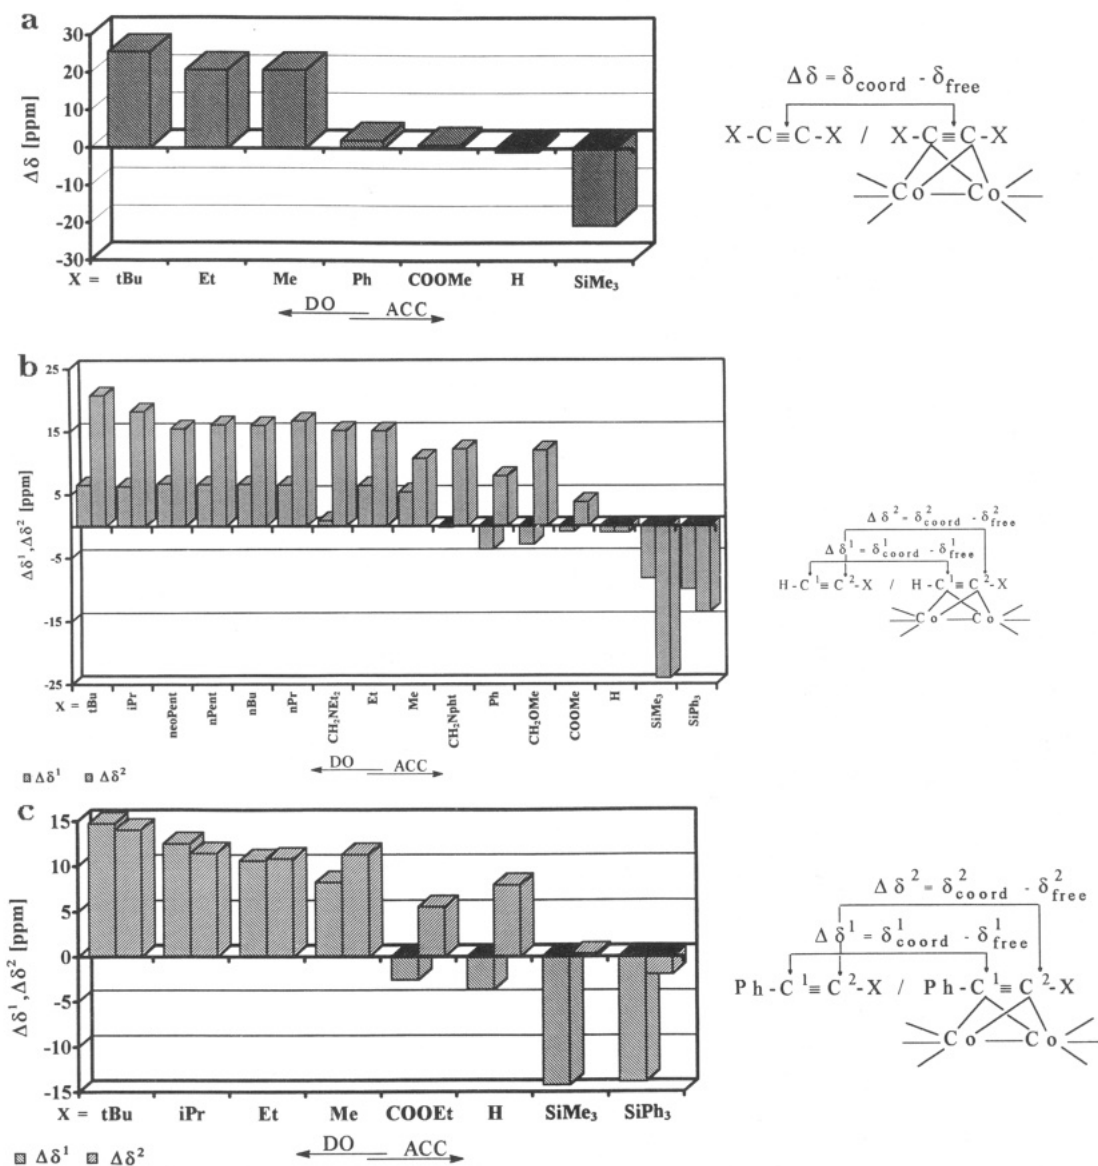 a
30
20
10
0
-10
-20
-30
Δδ [ppm]
X = tBu Et Me Ph COOMe H SiMe₃
DO ACC
Δδ = δcoord - δfree
X-C≡C-X / X-C≡C-X
Co Co
b
25
15
5
-5
-15
-25
Δδ¹,Δδ² [ppm]
X = tBu iPr neoPent nPent nBu nPr CH₂NEt₂ Et Me CH₂Npht Ph CH₂OMe COOMe H SiMe₃ SiPh₃
DO ACC
Δδ¹ Δδ²
Δδ² = δ²coord - δ²free
Δδ¹ = δ¹coord - δ¹free
H-C¹≡C²-X / H-C¹≡C²-X
Co Co
c
15
10
5
0
-5
-10
-15
Δδ¹,Δδ² [ppm]
X = tBu iPr Et Me COOEt H SiMe₃ SiPh₃
DO ACC
Δδ¹ Δδ²
Δδ² = δ²coord - δ²free
Δδ¹ = δ¹coord - δ¹free
Ph-C¹≡C²-X / Ph-C¹≡C²-X
Co Co